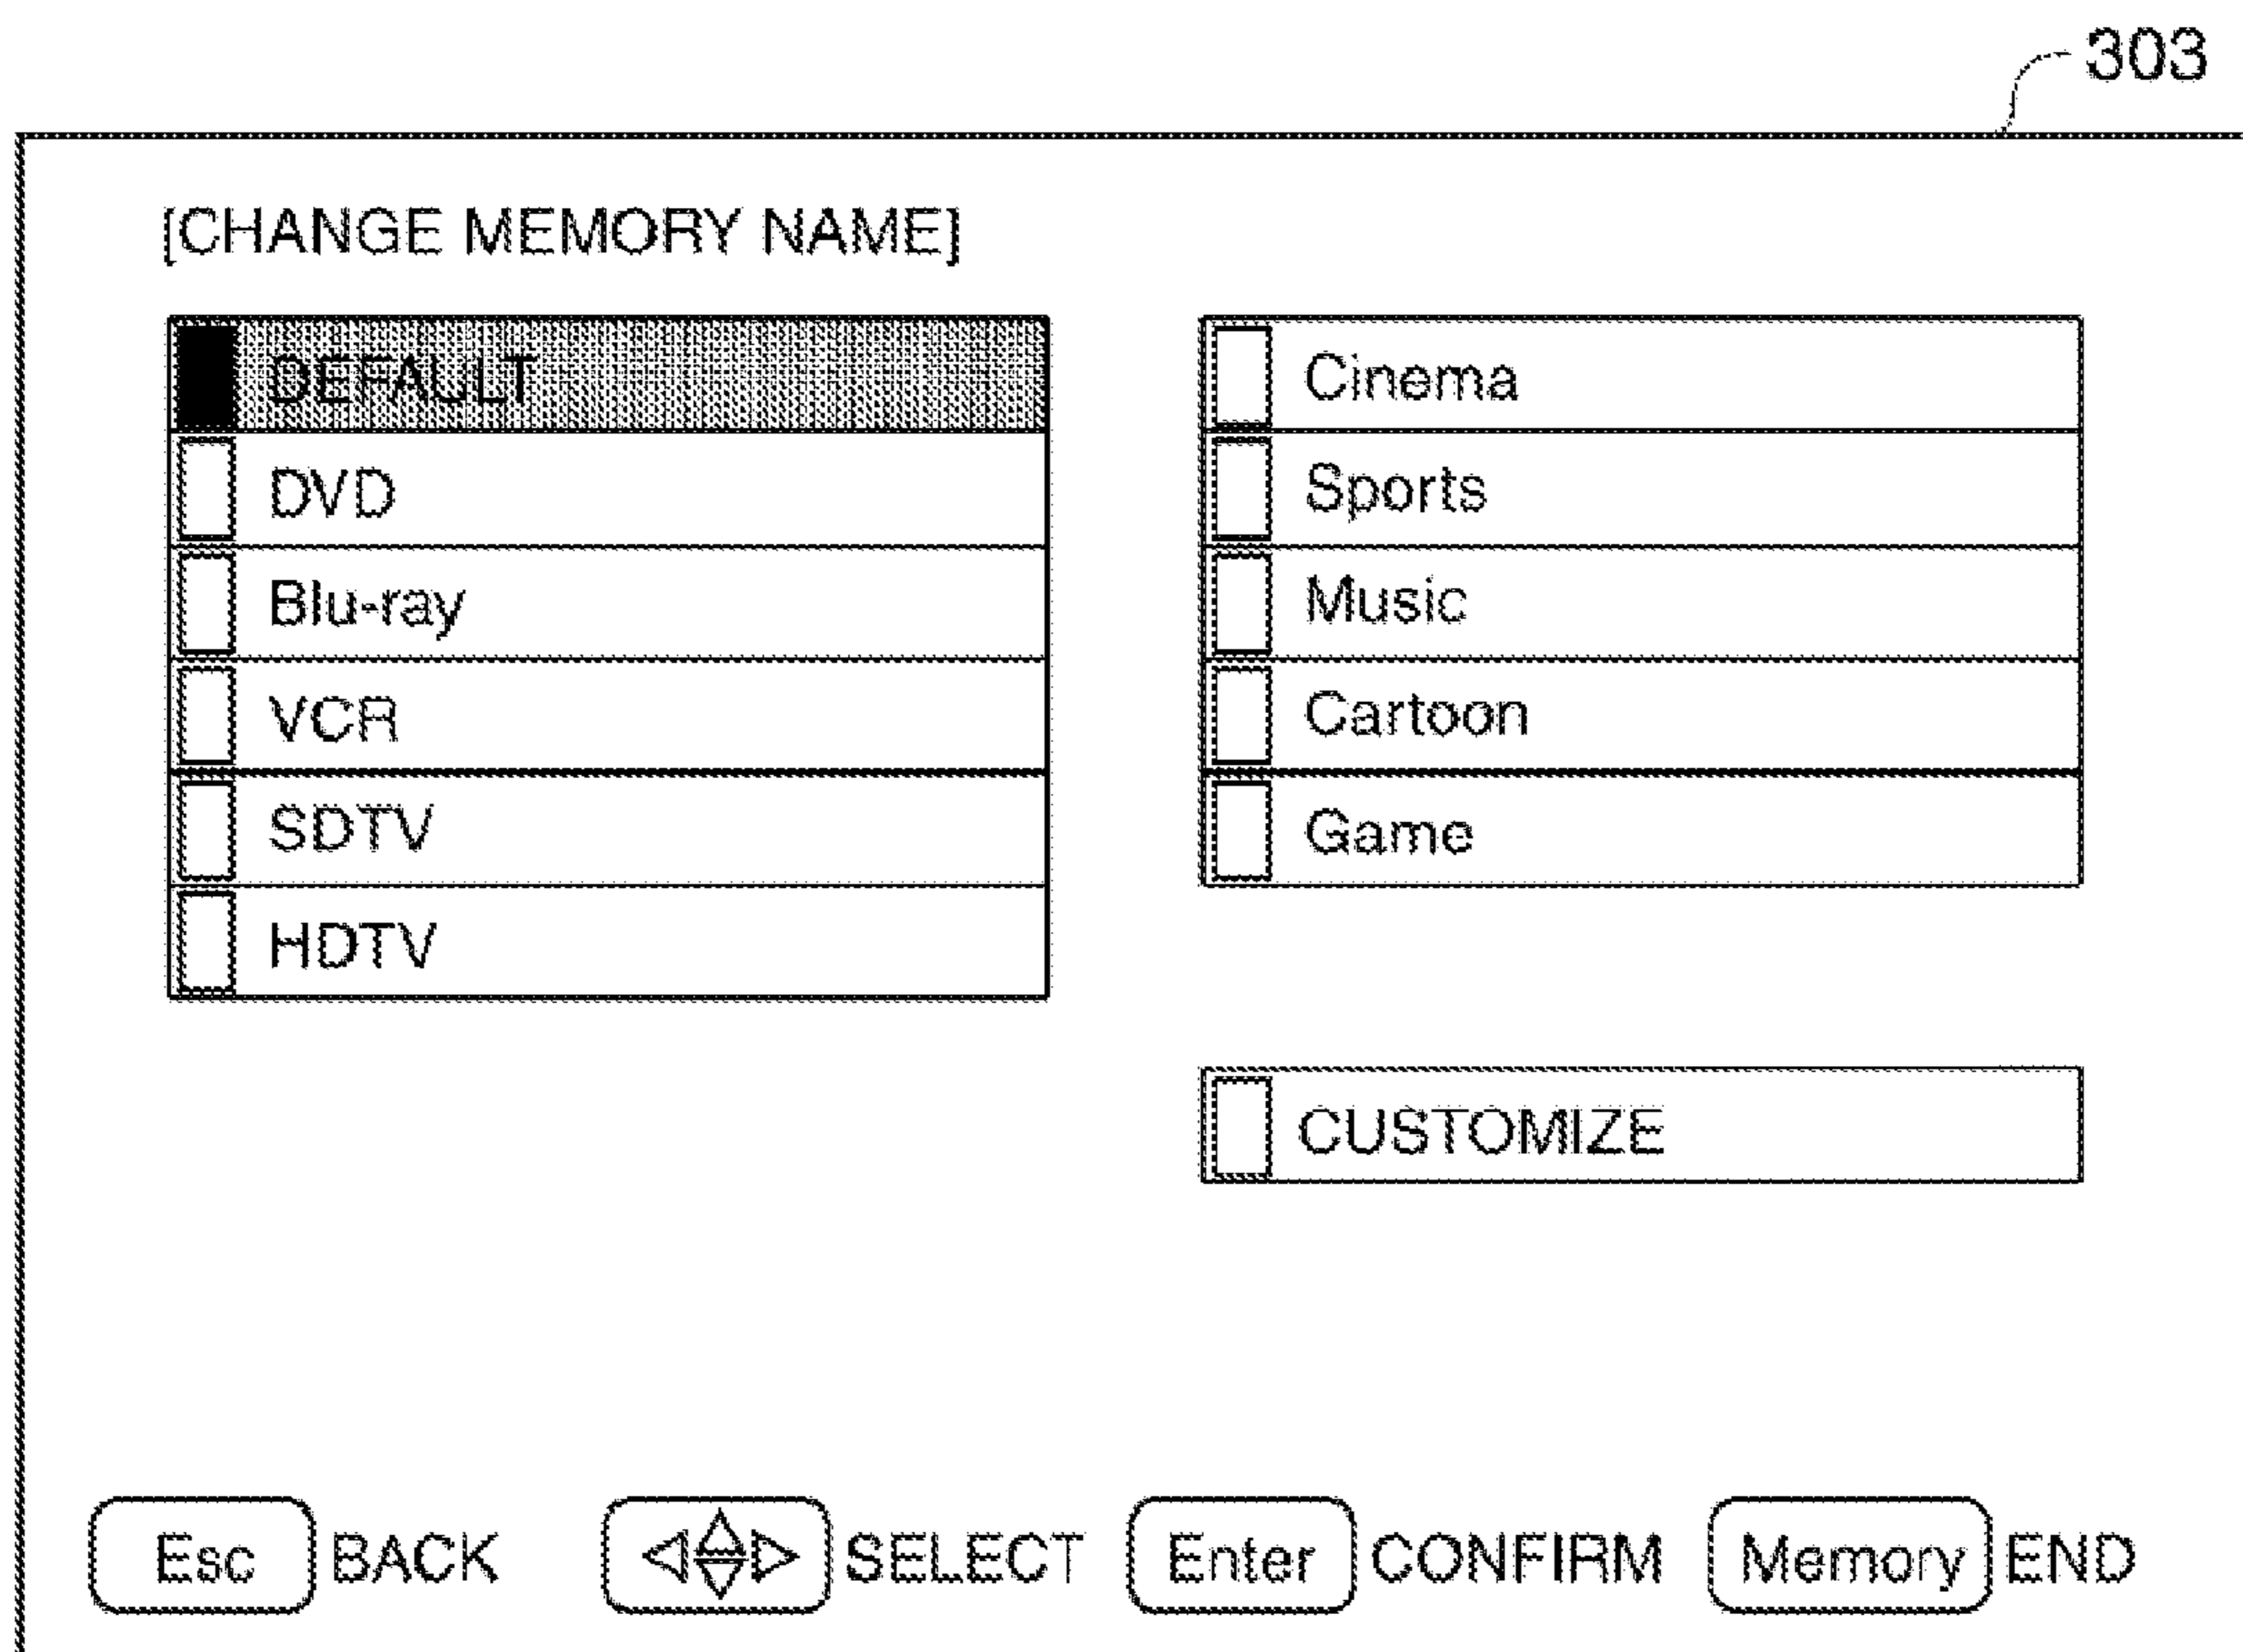 303
[CHANGE MEMORY NAME]
DEFAULT
DVD
Blu-ray
VCR
SDTV
HDTV
Cinema
Sports
Music
Cartoon
Game
CUSTOMIZE
Esc BACK SELECT Enter CONFIRM Memory END